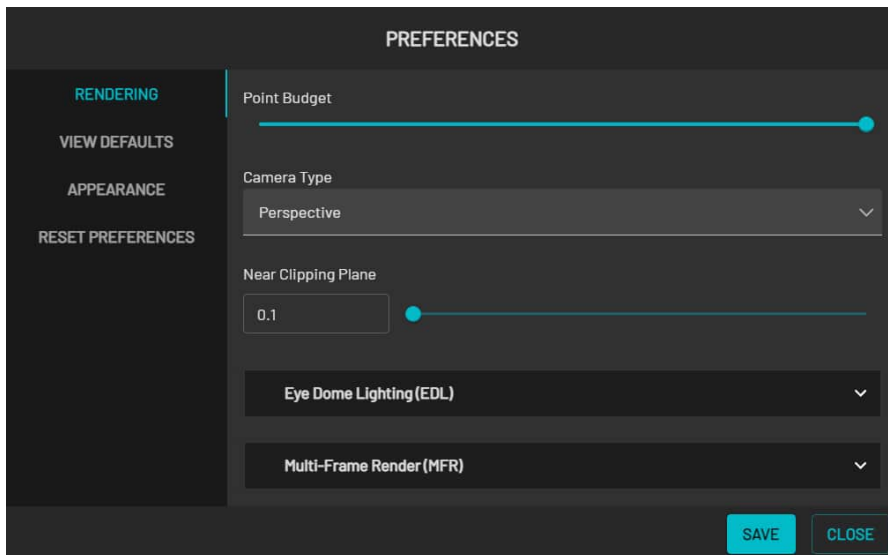 PREFERENCES
RENDERING
VIEW DEFAULTS
APPEARANCE
RESET PREFERENCES
Point Budget
Camera Type
Perspective
Near Clipping Plane
0.1
Eye Dome Lighting (EDL)
Multi-Frame Render (MFR)
SAVE
CLOSE